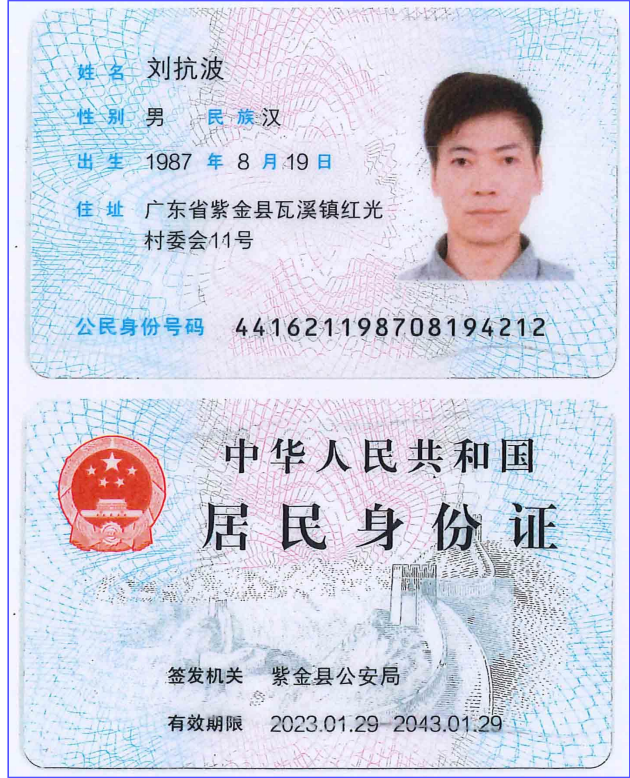 姓名 刘抗波
性别 男 民族 汉
出生 1987 年 8 月 19 日
住址 广东省紫金县瓦溪镇红光
村委会11号
公民身份号码 441621198708194212
中华人民共和国
居民身份证
签发机关 紫金县公安局
有效期限 2023.01.29-2043.01.29